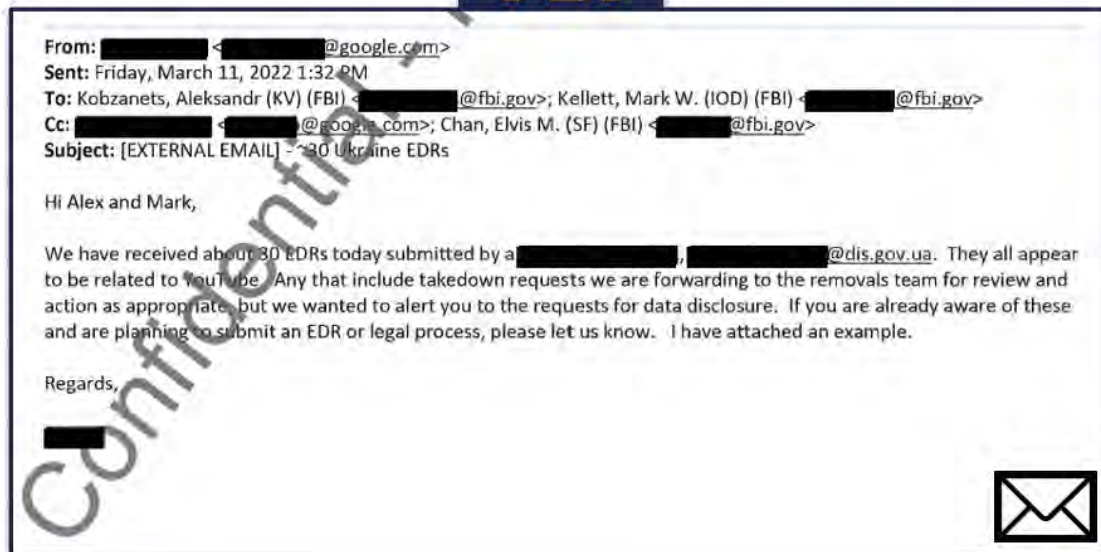 From: <@google.com>
Sent: Friday, March 11, 2022 1:32 PM
To: Kobzanets, Aleksandr (KV) (FBI) <@fbi.gov>; Kellett, Mark W. (IOD) (FBI) <@fbi.gov>
Cc: <@google.com>; Chan, Elvis M. (SF) (FBI) <@fbi.gov>
Subject: [EXTERNAL EMAIL] - ~30 Ukraine EDRs
Hi Alex and Mark,
We have received about 30 EDRs today submitted by a , @dis.gov.ua. They all appear
to be related to YouTube. Any that include takedown requests we are forwarding to the removals team for review and
action as appropriate, but we wanted to alert you to the requests for data disclosure. If you are already aware of these
and are planning to submit an EDR or legal process, please let us know. I have attached an example.
Regards,
Confidential -